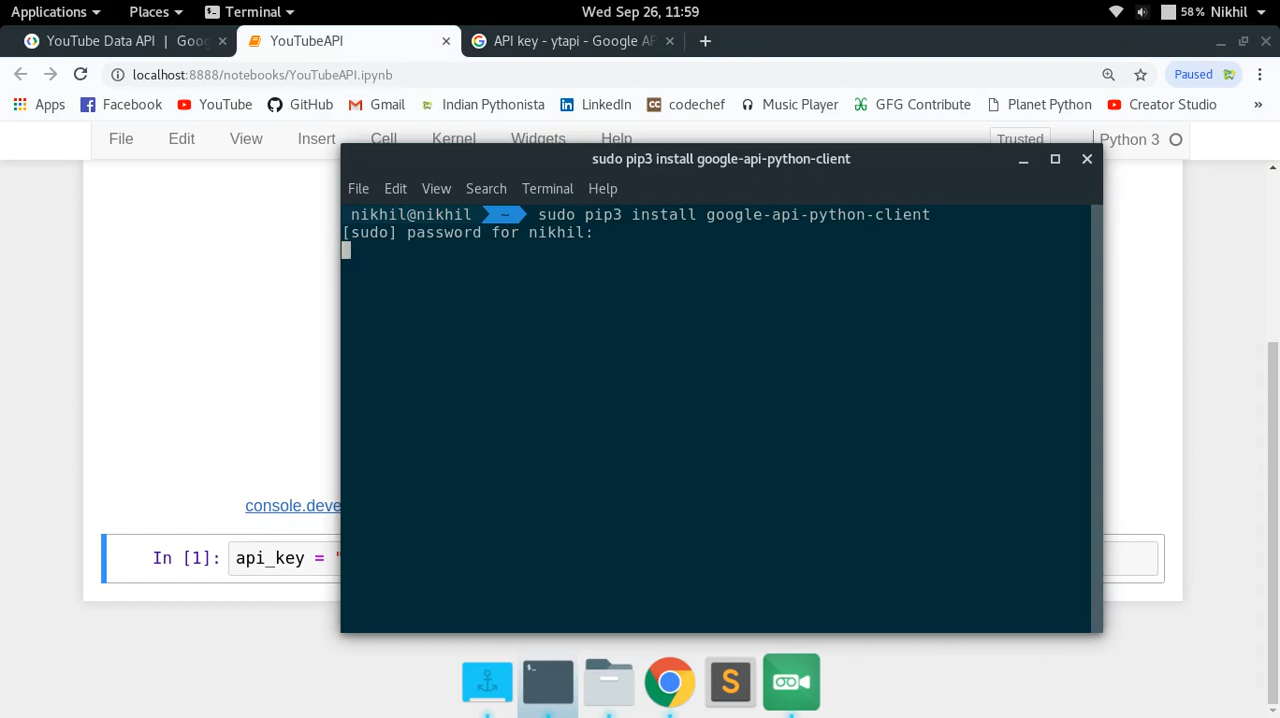 Applications Places Terminal Wed Sep 26, 11:59 58% Nikhil
YouTube Data API | Goog YouTubeAPI API key - ytapi - Google AP
localhost:8888/notebooks/YouTubeAPI.ipynb Paused
Apps Facebook YouTube GitHub Gmail Indian Pythonista LinkedIn CC codechef Music Player GFG Contribute Planet Python Creator Studio »
File Edit View Insert Cell Kernel Widgets Help Trusted Python 3
sudo pip3 install google-api-python-client
File Edit View Search Terminal Help
nikhil@nikhil ~ sudo pip3 install google-api-python-client
[sudo] password for nikhil:
console.deve
In [1]: api_key = "
S